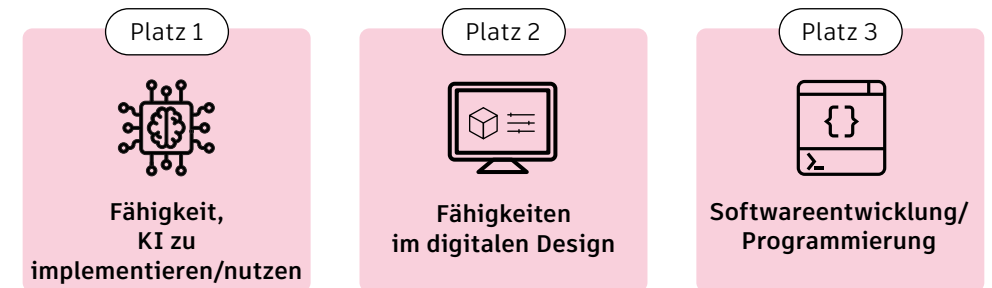 Platz 1
Fähigkeit,
KI zu
implementieren/nutzen
Platz 2
Fähigkeiten
im digitalen Design
Platz 3
{}
>_
Softwareentwicklung/
Programmierung